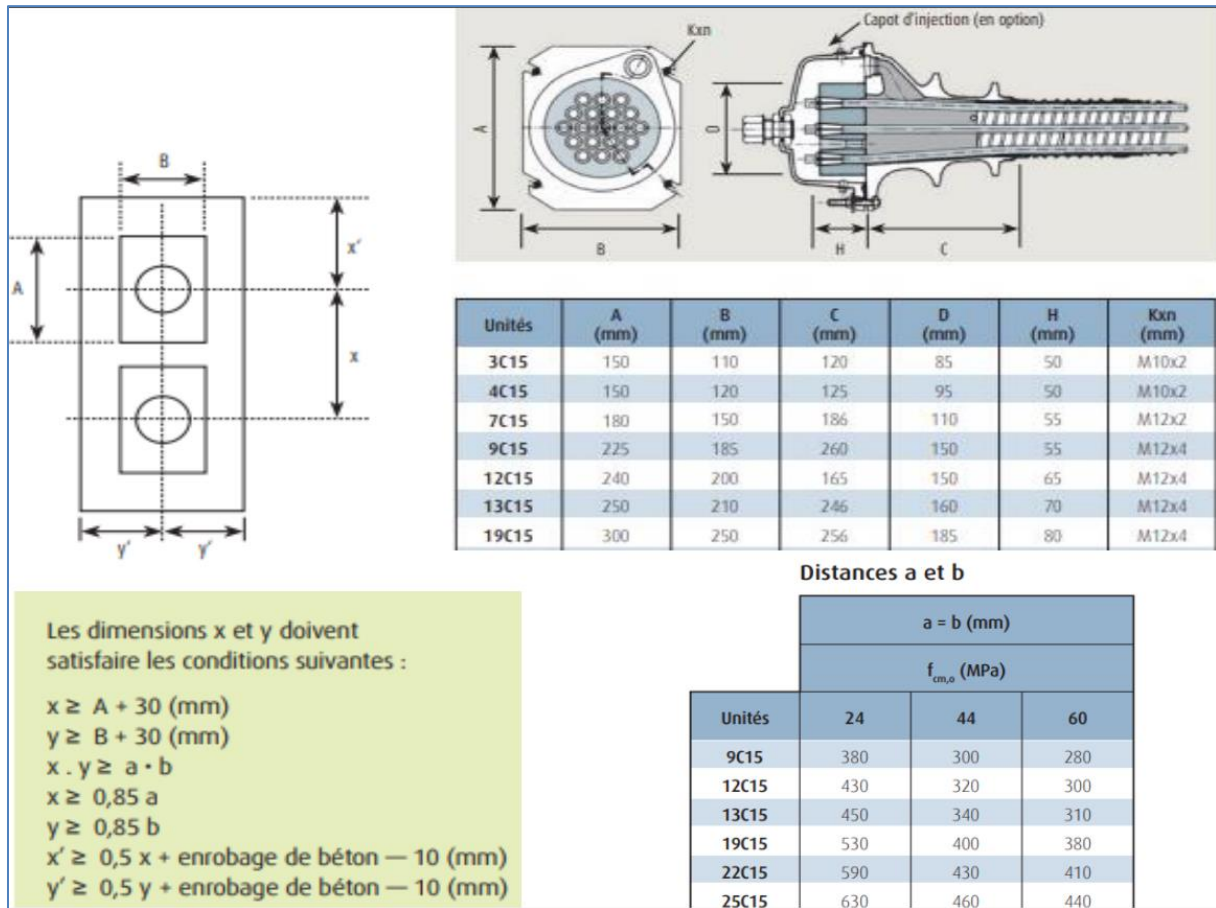 Capot d'injection (en option)
Kxn
A
D
B
H
C
B
A
x'
x
y'
y'
Unités A (mm) B (mm) C (mm) D (mm) H (mm) Kxn (mm)
3C15 150 110 120 85 50 M10x2
4C15 150 120 125 95 50 M10x2
7C15 180 150 186 110 55 M12x2
9C15 225 185 260 150 55 M12x4
12C15 240 200 165 150 65 M12x4
13C15 250 210 246 160 70 M12x4
19C15 300 250 256 185 80 M12x4
Les dimensions x et y doivent
satisfaire les conditions suivantes :
x ≥ A + 30 (mm)
y ≥ B + 30 (mm)
x . y ≥ a • b
x ≥ 0,85 a
y ≥ 0,85 b
x' ≥ 0,5 x + enrobage de béton — 10 (mm)
y' ≥ 0,5 y + enrobage de béton — 10 (mm)
Distances a et b
a = b (mm)
fcm,o (MPa)
Unités 24 44 60
9C15 380 300 280
12C15 430 320 300
13C15 450 340 310
19C15 530 400 380
22C15 590 430 410
25C15 630 460 440